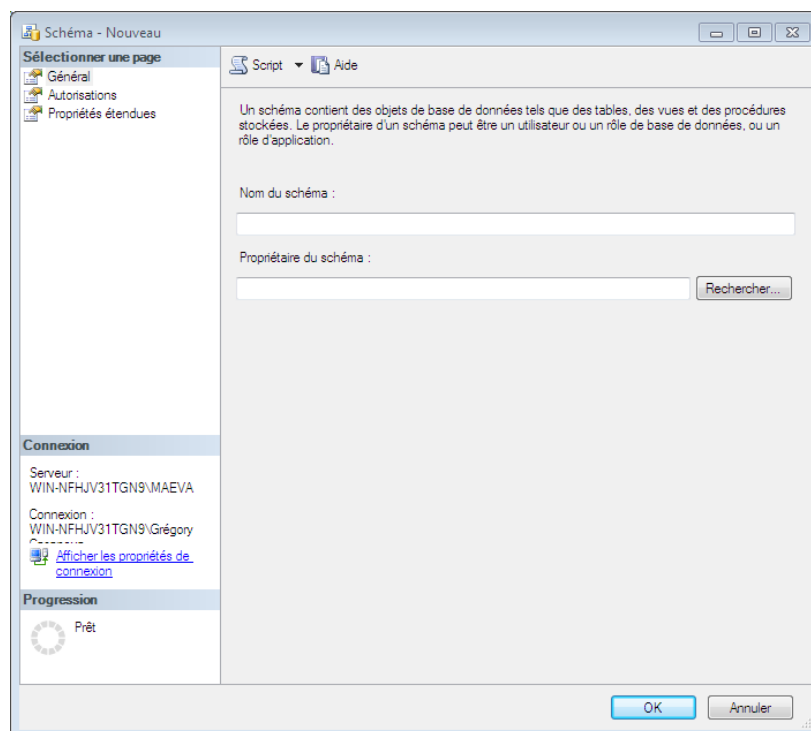 Schéma - Nouveau
Sélectionner une page
Général
Autorisations
Propriétés étendues
Script
Aide
Un schéma contient des objets de base de données tels que des tables, des vues et des procédures
stockées. Le propriétaire d'un schéma peut être un utilisateur ou un rôle de base de données, ou un
rôle d'application.
Nom du schéma :
Propriétaire du schéma :
Rechercher...
Connexion
Serveur :
WIN-NFHJV31TGN9\MAEVA
Connexion :
WIN-NFHJV31TGN9\Grégory
Afficher les propriétés de
connexion
Progression
Prêt
OK
Annuler